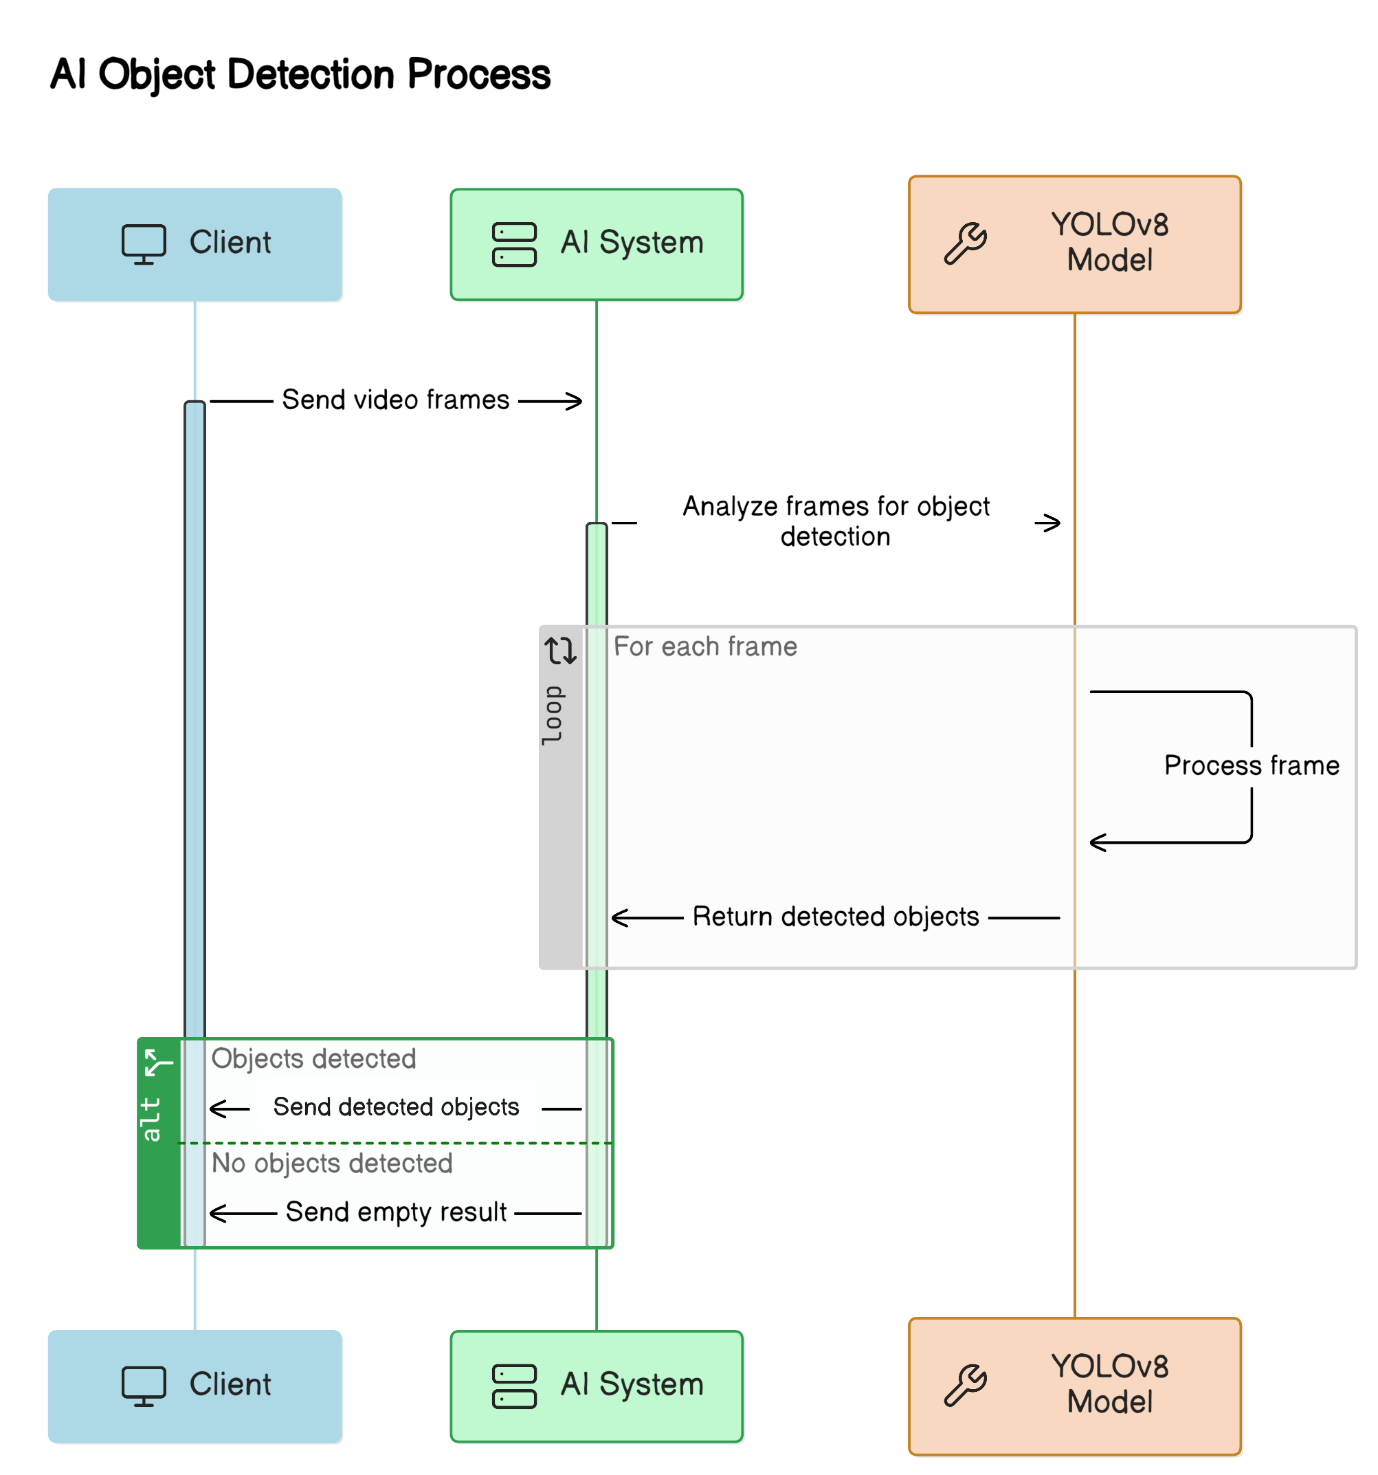 AI Object Detection Process
Client
AI System
YOLOv8
Model
Send video frames
Analyze frames for object
detection
loop
For each frame
Process frame
Return detected objects
alt
Objects detected
Send detected objects
No objects detected
Send empty result
Client
AI System
YOLOv8
Model